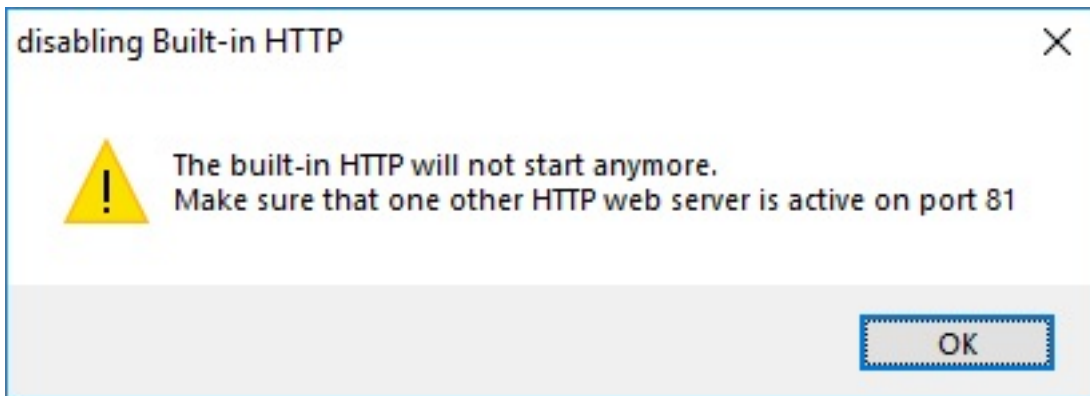 disabling Built-in HTTP
The built-in HTTP will not start anymore.
Make sure that one other HTTP web server is active on port 81
OK